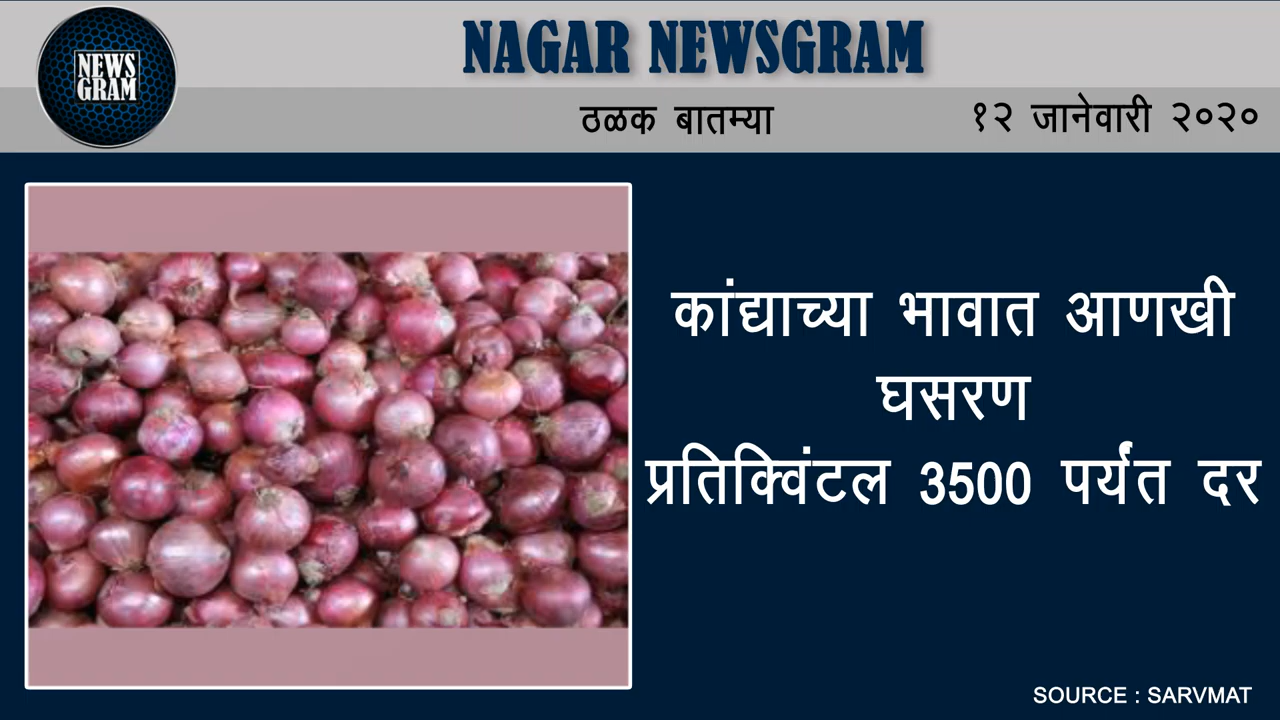 NEWS
GRAM
NAGAR NEWSGRAM
ठळक बातम्या
१२ जानेवारी २०२०
कांद्याच्या भावात आणखी
घसरण
प्रतिक्विंटल 3500 पर्यंत दर
SOURCE : SARVMAT